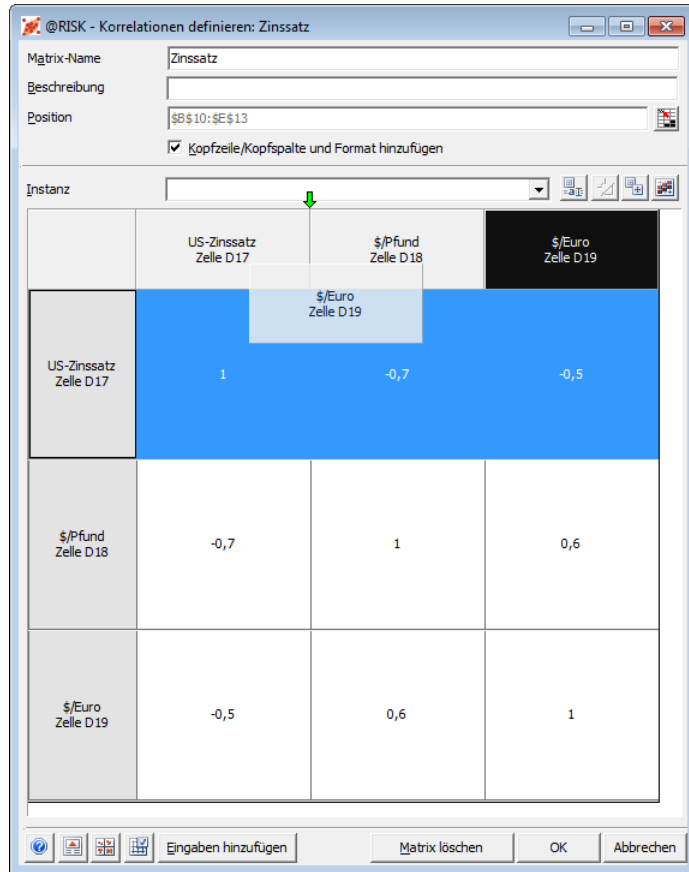 @RISK - Korrelationen definieren: Zinssatz
Matrix-Name Zinssatz
Beschreibung
Position $B$10:$E$13
Kopfzeile/Kopfspalte und Format hinzufügen
Instanz
US-Zinssatz $/Pfund $/Euro
Zelle D17 Zelle D18 Zelle D19
$/Euro
Zelle D19
US-Zinssatz
Zelle D17
1 -0,7 -0,5
$/Pfund
Zelle D18
-0,7 1 0,6
$/Euro
Zelle D19
-0,5 0,6 1
Eingaben hinzufügen Matrix löschen OK Abbrechen